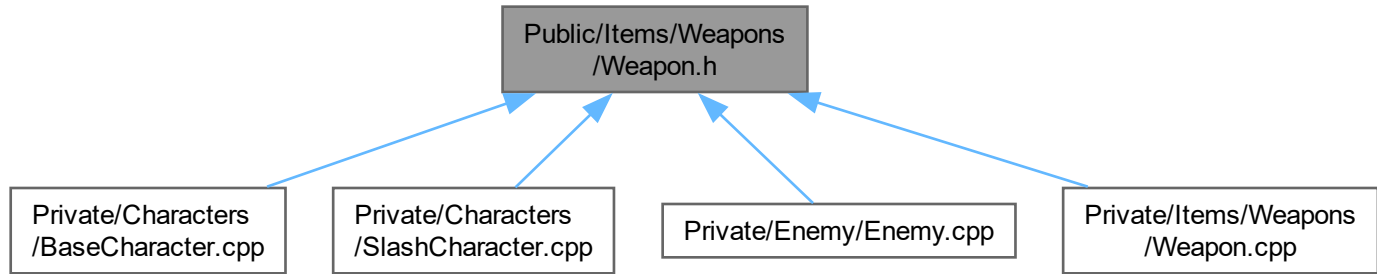 Public/Items/Weapons
/Weapon.h
Private/Characters
/BaseCharacter.cpp
Private/Characters
/SlashCharacter.cpp
Private/Enemy/Enemy.cpp
Private/Items/Weapons
/Weapon.cpp